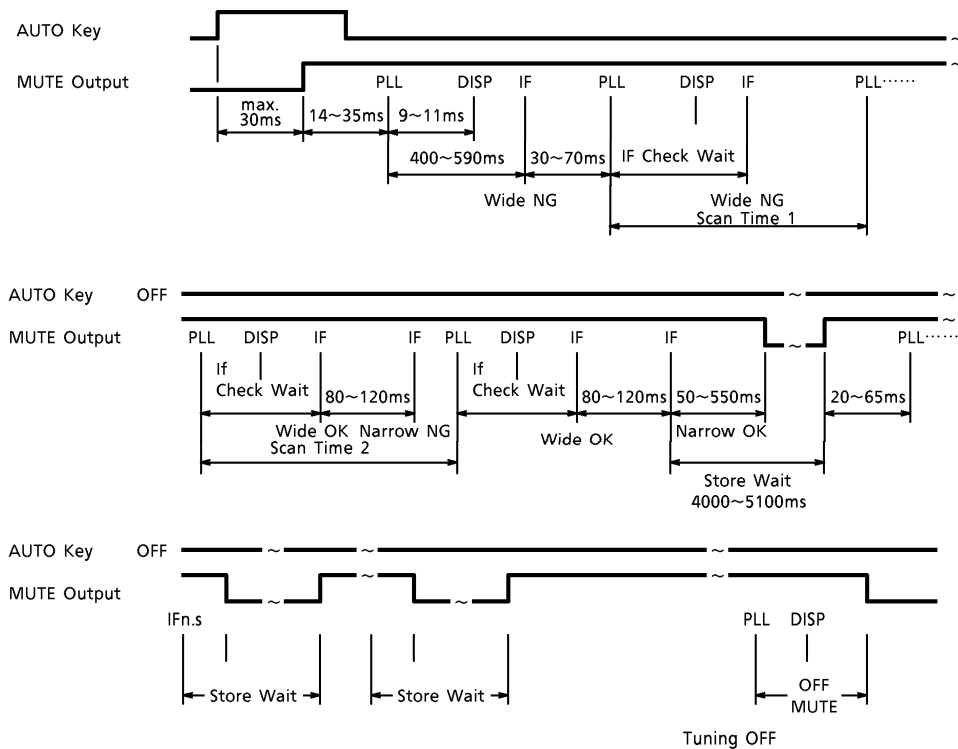 AUTO Key
MUTE Output
PLL DISP IF PLL DISP IF PLL······
max.
30ms
14~35ms 9~11ms
400~590ms 30~70ms IF Check Wait
Wide NG Wide NG
Scan Time 1
AUTO Key OFF
MUTE Output
PLL DISP IF IF PLL DISP IF IF PLL······
If
Check Wait
If
Check Wait
80~120ms 80~120ms 50~550ms 20~65ms
Wide OK Narrow NG Wide OK Narrow OK
Scan Time 2
Store Wait
4000~5100ms
AUTO Key OFF
MUTE Output
IFn.s PLL DISP
Store Wait Store Wait
OFF
MUTE
Tuning OFF